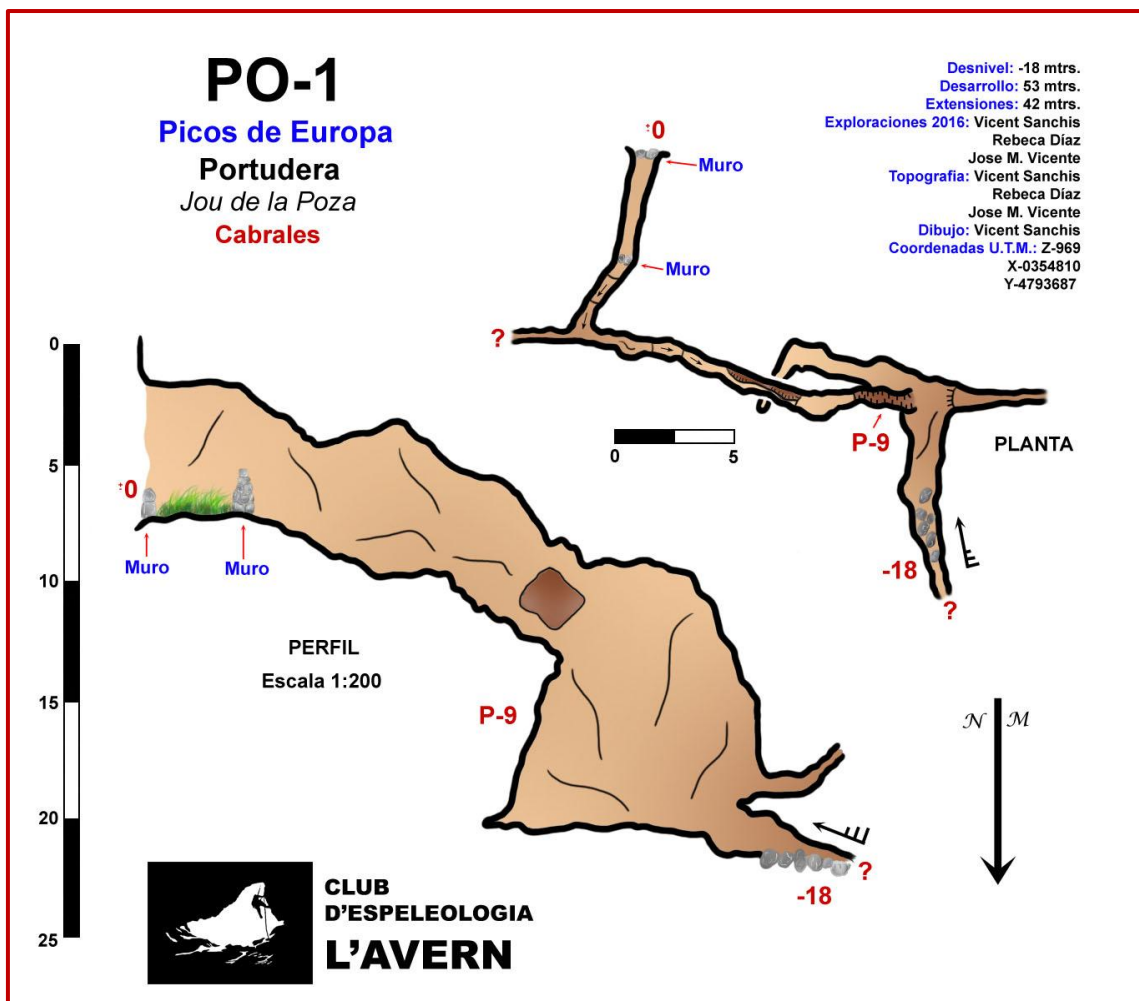 PO-1
Picos de Europa
Portudera
Jou de la Poza
Cabrales
Desnivel: -18 mtrs.
Desarrollo: 53 mtrs.
Extensiones: 42 mtrs.
Exploraciones 2016: Vicent Sanchis
Rebeca Díaz
Jose M. Vicente
Topografia: Vicent Sanchis
Rebeca Díaz
Jose M. Vicente
Dibujo: Vicent Sanchis
Coordenadas U.T.M.: Z-969
X-0354810
Y-4793687
±0
Muro
Muro
?
P-9
PLANTA
0 5
-18
?
0
5
10
15
20
25
±0
Muro
Muro
PERFIL
Escala 1:200
P-9
?
-18
N M
CLUB
D'ESPELEOLOGIA
L'AVERN